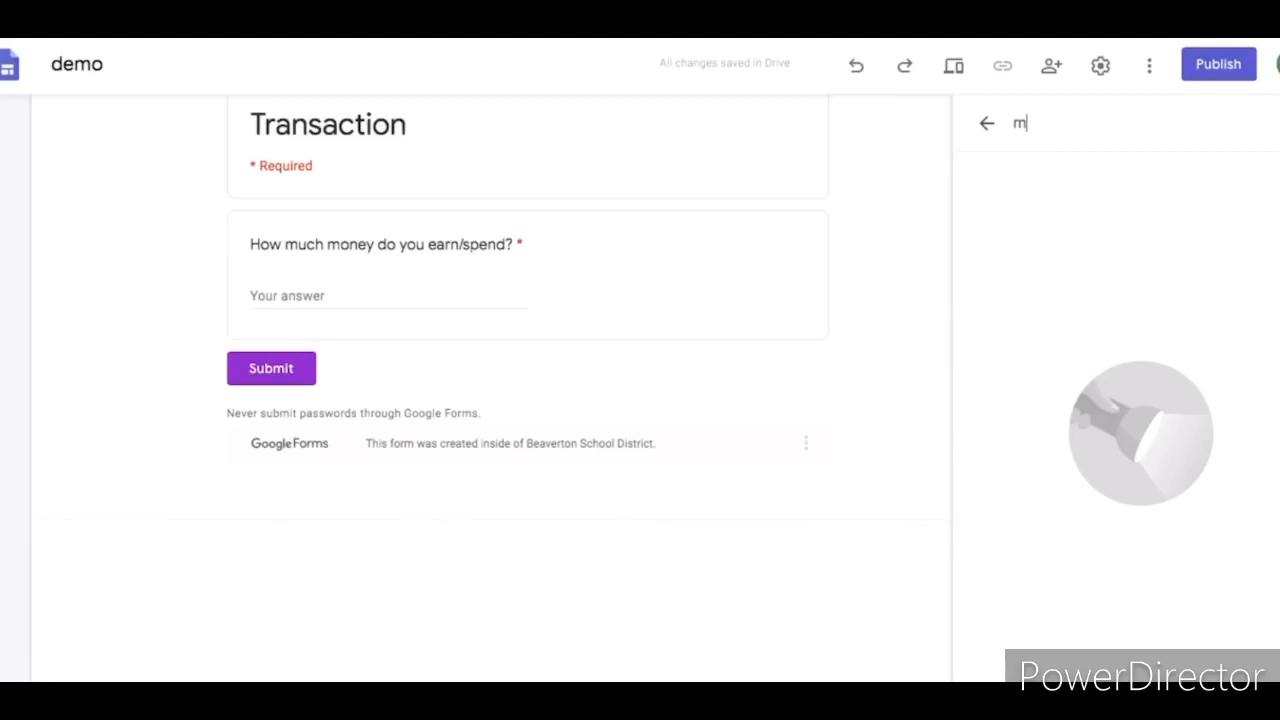 demo
All changes saved in Drive
Publish
m
Transaction
* Required
How much money do you earn/spend? *
Your answer
Submit
Never submit passwords through Google Forms.
Google Forms This form was created inside of Beaverton School District.
PowerDirector